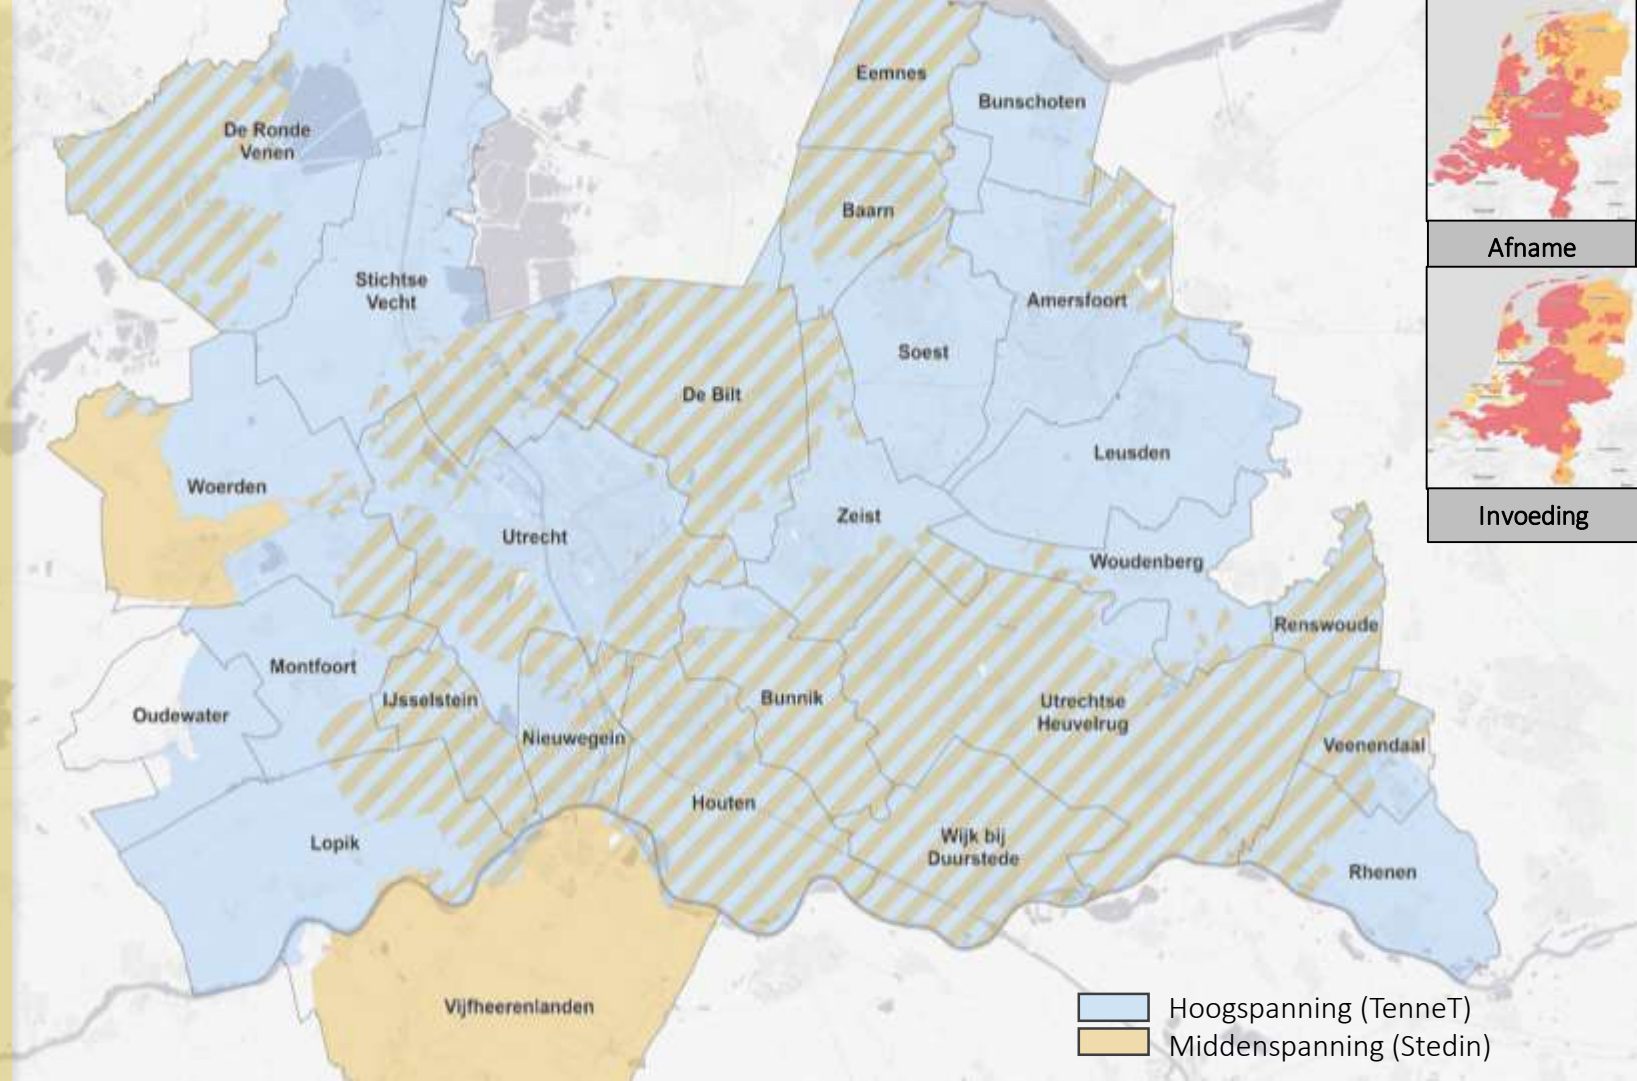 Eemnes
Bunschoten
De Ronde
Venen
Baarn
Stichtse
Vecht
Amersfoort
Soest
De Bilt
Leusden
Woerden
Zeist
Utrecht
Woudenberg
Renswoude
Montfoort
IJsselstein
Bunnik
Utrechtse
Heuvelrug
Oudewater
Nieuwegein
Veenendaal
Houten
Lopik
Wijk bij
Duurstede
Rhenen
Vijfheerenlanden
Afname
Invoeding
Hoogspanning (TenneT)
Middenspanning (Stedin)